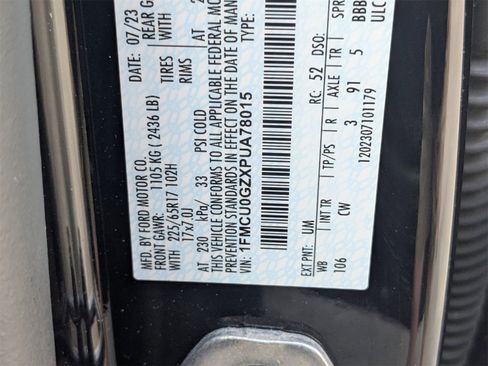 MFD. BY FORD MOTOR CO.
DATE: 07/23
FRONT GAWR: 1105 KG ( 2436 LB)
REAR G
WITH
WITH
225/65R17 102H
TIRES
17x7.0J
RIMS
AT 230 kPa/ 33 PSI COLD
AT 2
THIS VEHICLE CONFORMS TO ALL APPLICABLE FEDERAL MO
PREVENTION STANDARDS IN EFFECT ON THE DATE OF MAN
VIN: 1FMCU0GZXPUA78015
EXT PNT: UM
RC: 52 DSO:
WB
INT TR
TP/PS
R
AXLE
TR
SPR
106
CW
3
91
5
BBB
1202307101179
ULC